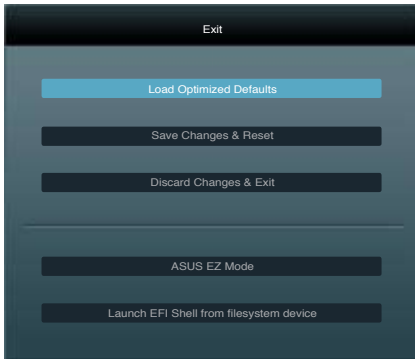 Exit
Load Optimized Defaults
Save Changes & Reset
Discard Changes & Exit
ASUS EZ Mode
Launch EFI Shell from filesystem device